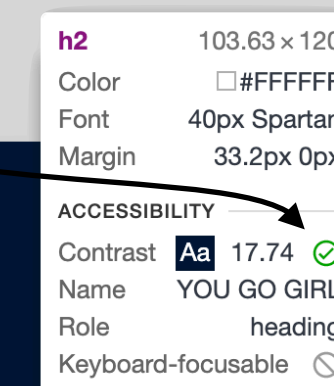 h2 103.63 × 120
Color #FFFFFF
Font 40px Spartan
Margin 33.2px 0px
ACCESSIBILITY
Contrast Aa 17.74
Name YOU GO GIRL
Role heading
Keyboard-focusable